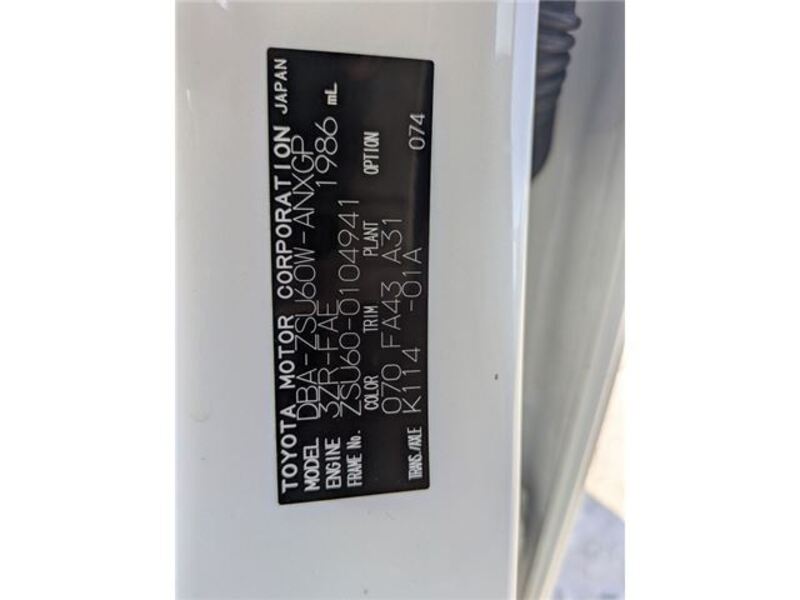 TOYOTA MOTOR CORPORATION JAPAN
MODEL DBA-ZSU60W-ANXGP
ENGINE 3ZR-FAE 1986 mL
FRAME No. ZSU60-0104941
COLOR TRIM PLANT OPTION
070 FA43 A31 074
TRANS./AXLE K114 -01A